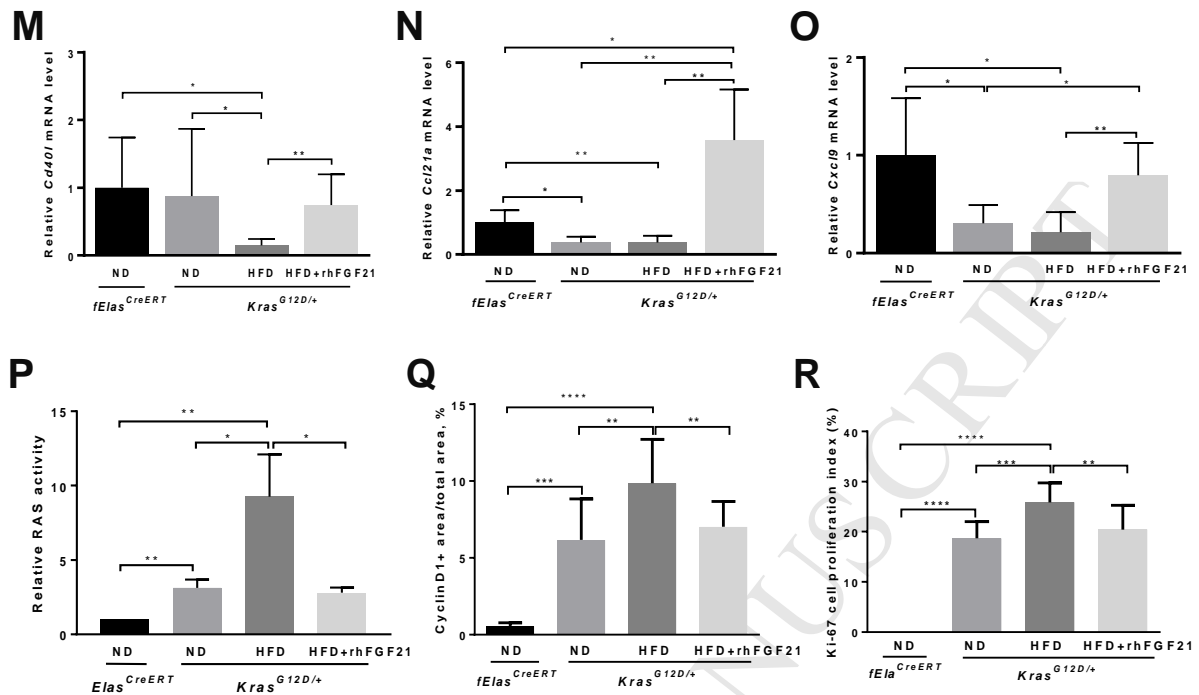 M
Relative Cd40l mRNA level
3
2
1
0
*
*
**
ND ND HFD HFD+rhFGF21
fElas^CreERT Kras^G12D/+
N
Relative Ccl21a mRNA level
6
4
2
0
*
**
**
**
*
ND ND HFD HFD+rhFGF21
fElas^CreERT Kras^G12D/+
O
Relative Cxcl9 mRNA level
2
1
0
*
*
*
**
ND ND HFD HFD+rhFGF21
fElas^CreERT Kras^G12D/+
P
Relative RAS activity
15
10
5
0
**
*
*
**
ND ND HFD HFD+rhFGF21
Elas^CreERT Kras^G12D/+
Q
CyclinD1+ area/total area, %
15
10
5
0
****
**
**
***
ND ND HFD HFD+rhFGF21
fElas^CreERT Kras^G12D/+
R
Ki-67 cell proliferation index (%)
40
30
20
10
0
****
***
**
****
ND ND HFD HFD+rhFGF21
fEla^CreERT Kras^G12D/+
NUSCRIPT